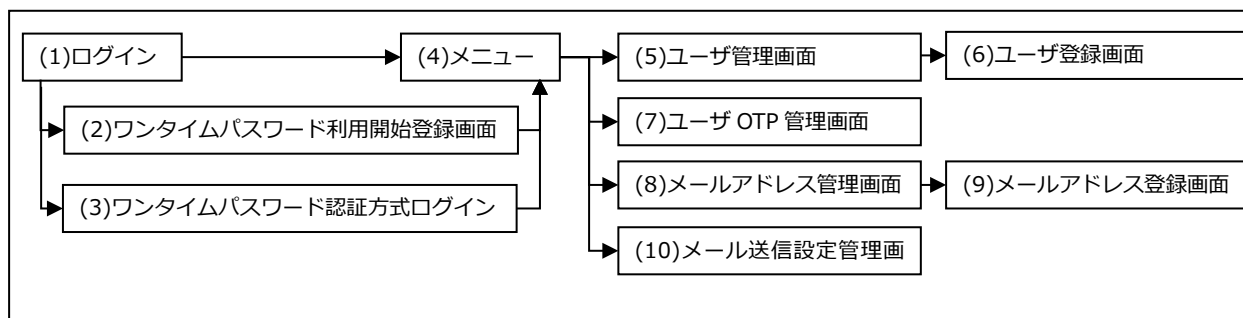 (1)ログイン
(4)メニュー
(5)ユーザ管理画面
(6)ユーザ登録画面
(2)ワンタイムパスワード利用開始登録画面
(7)ユーザ OTP 管理画面
(3)ワンタイムパスワード認証方式ログイン
(8)メールアドレス管理画面
(9)メールアドレス登録画面
(10)メール送信設定管理画